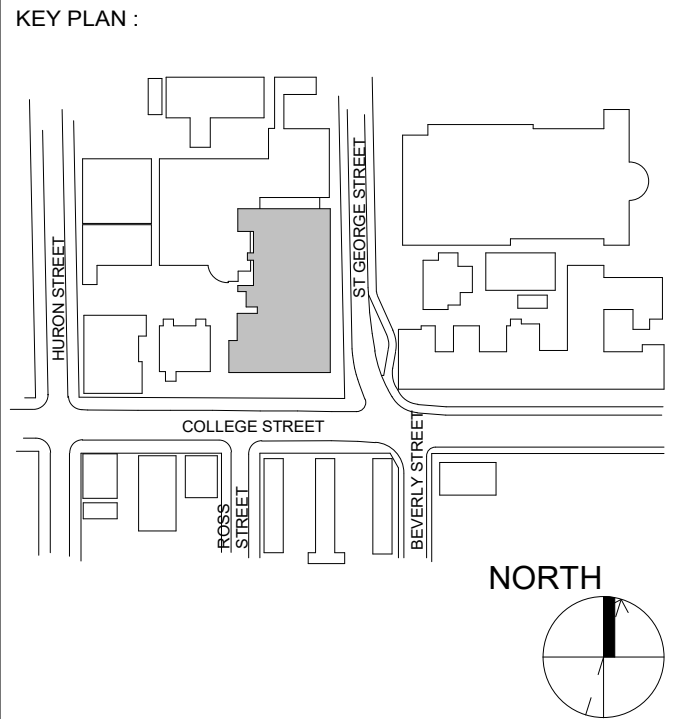 KEY PLAN :
ST GEORGE STREET
HURON STREET
COLLEGE STREET
BEVERLY STREET
ROSS
STREET
NORTH